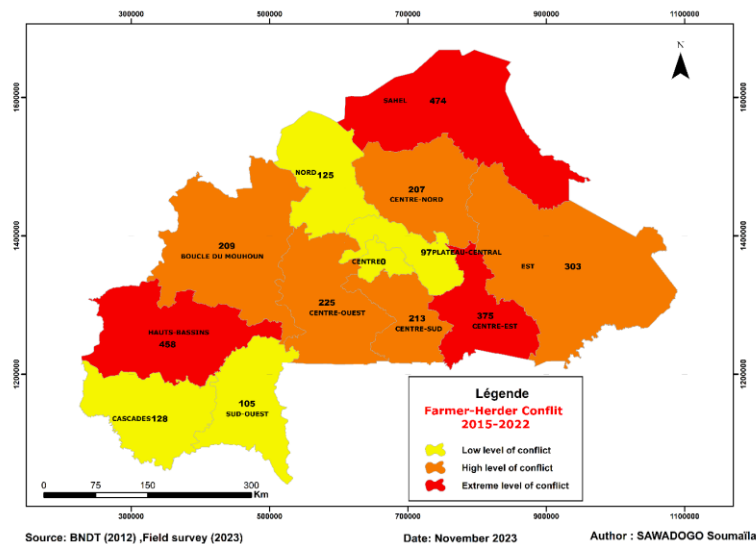 300000 500000 700000 900000 1100000
N
1600000 1600000
SAHEL 474
NORD 125
207
CENTRE-NORD
1400000 1400000
209
BOUCLE DU MOUHOUN
97 PLATEAU-CENTRAL
CENTRE 0
EST 303
225
CENTRE-OUEST
213
CENTRE-SUD
375
CENTRE-EST
HAUTS-BASSINS
458
1200000 1200000
105
SUD-OUEST
CASCADES 128
Légende
Farmer-Herder Conflit
2015-2022
Low level of conflict
High level of conflict
Extreme level of conflict
0 75 150 300
Km
300000 500000 700000 900000 1100000
Source: BNDT (2012) ,Field survey (2023) Date: November 2023 Author : SAWADOGO Soumaïla